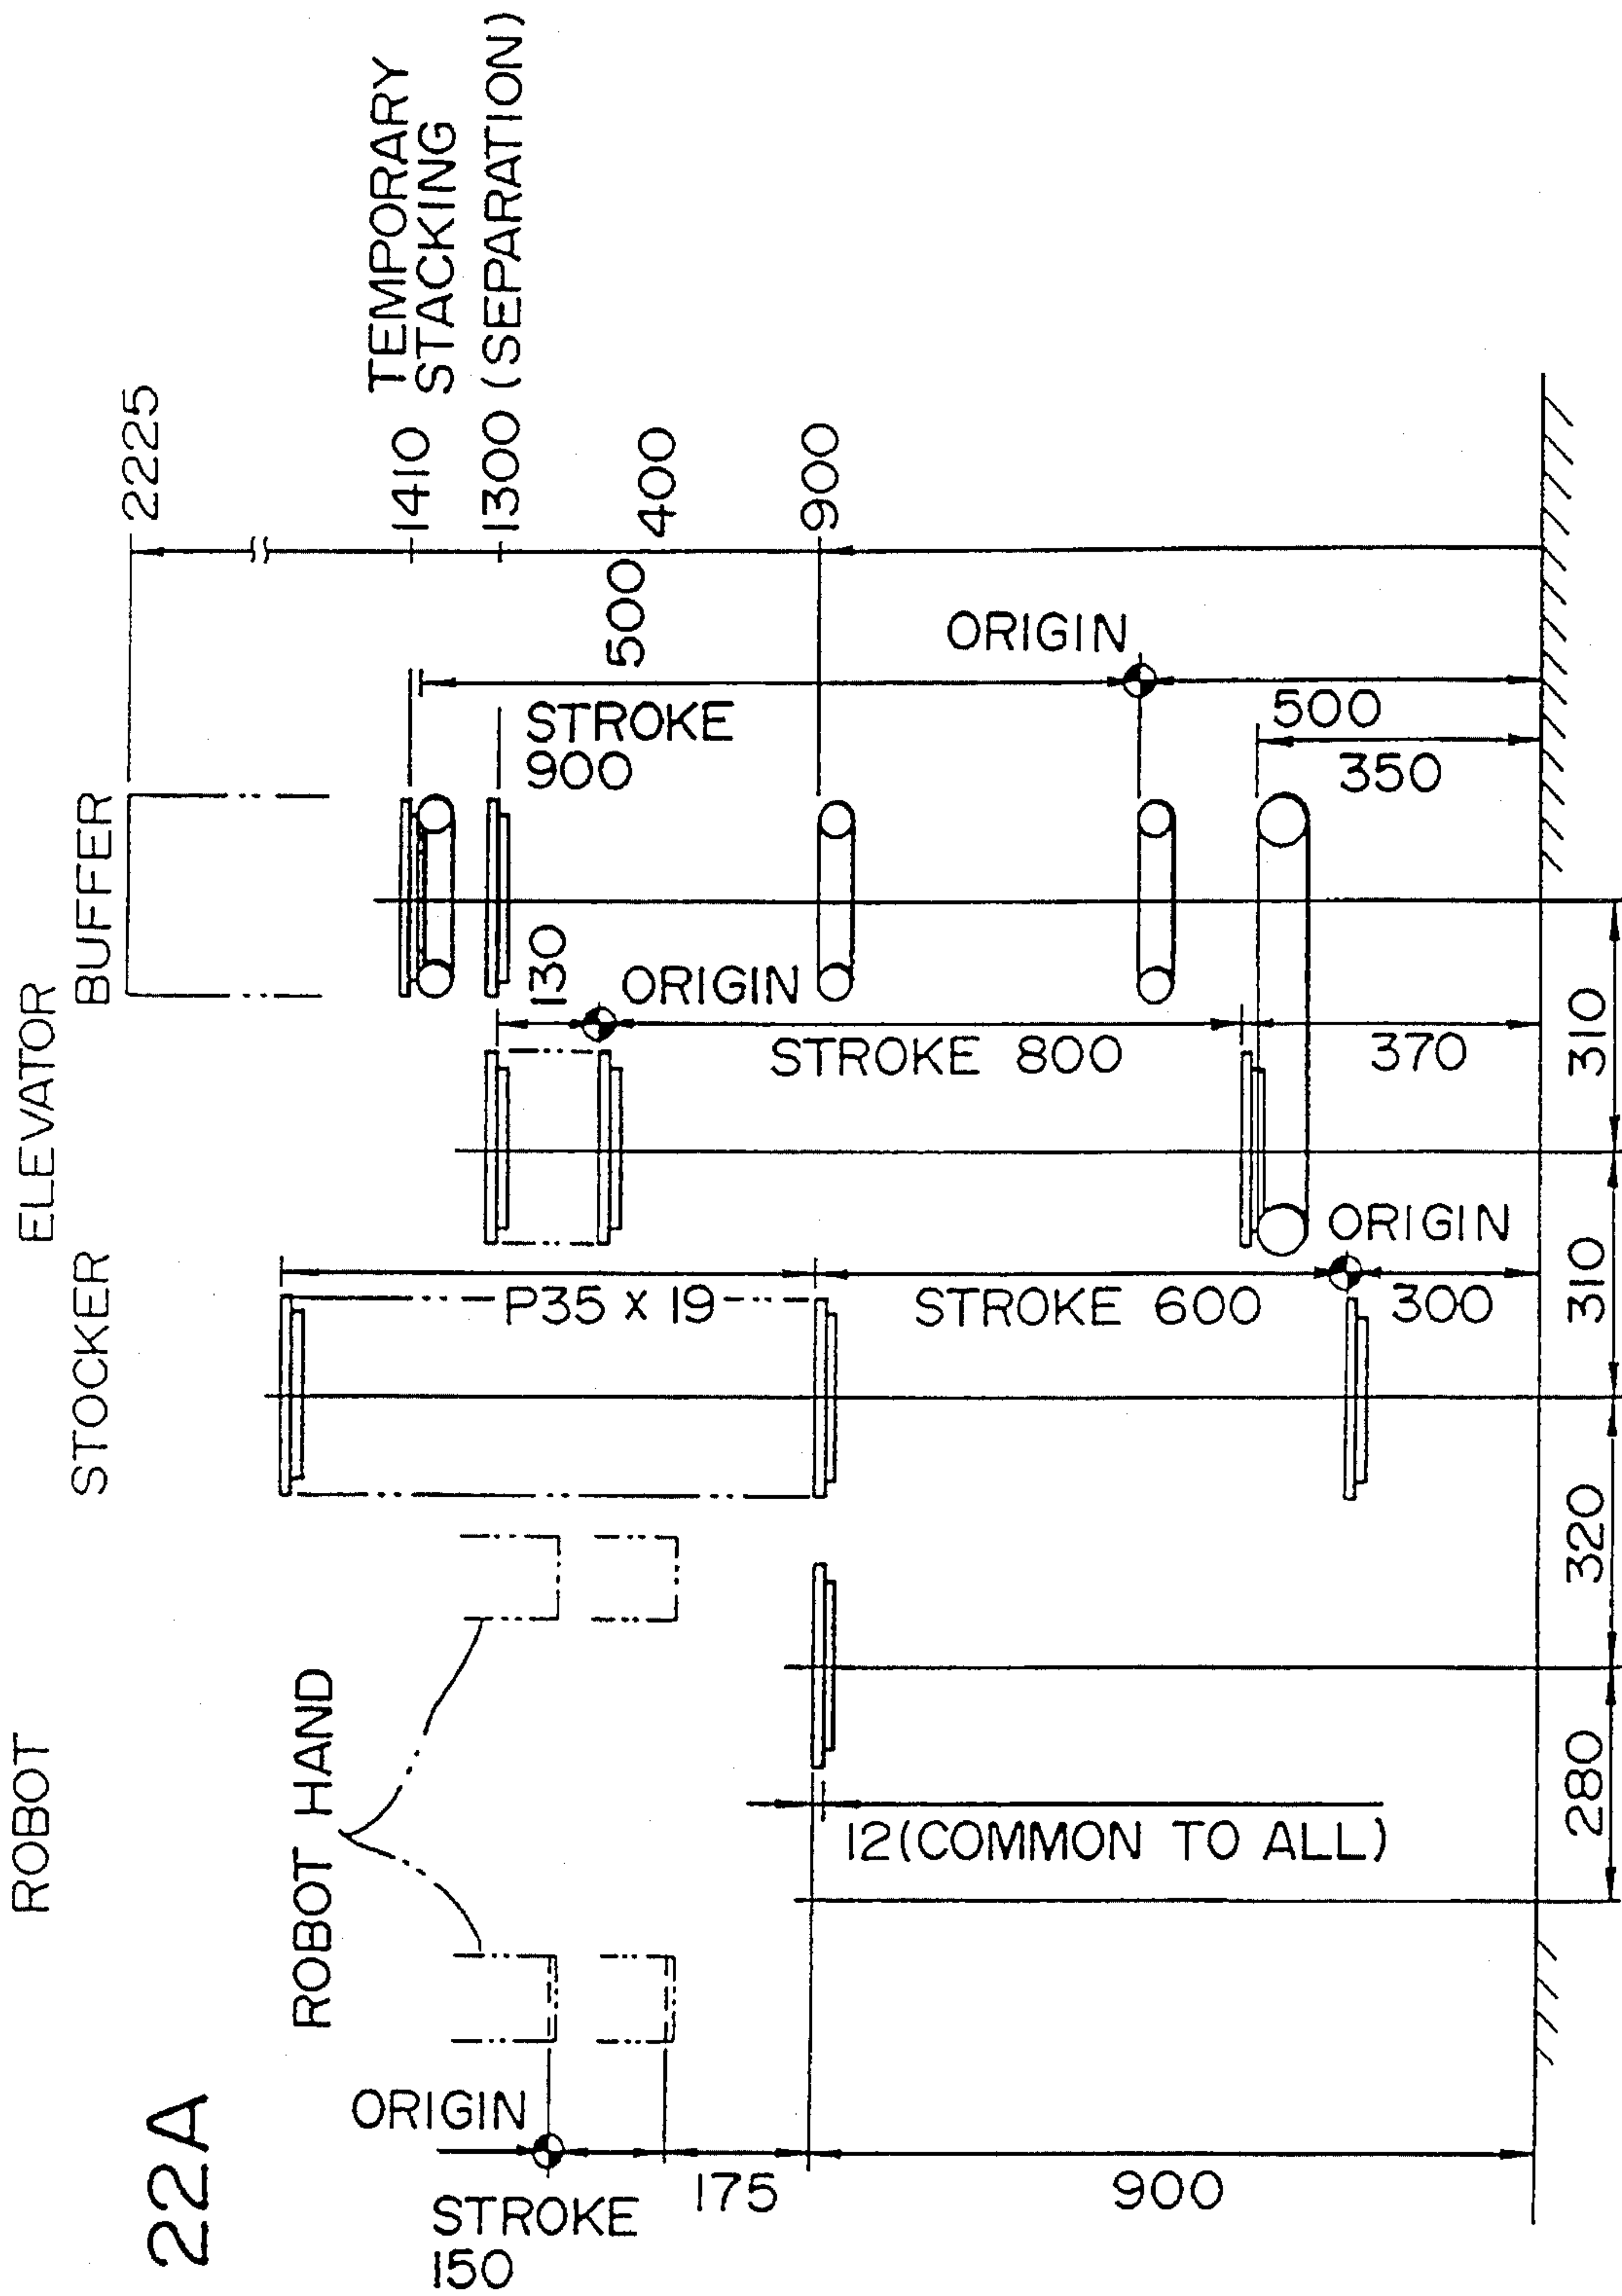 22A
ROBOT
STOCKER
ELEVATOR
BUFFER
2225
1410 TEMPORARY
STACKING
1300 (SEPARATION)
400
900
500
STROKE
900
ORIGIN
500
350
130
ORIGIN
STROKE 800
370
P35 x 19
STROKE 600
ORIGIN
300
ROBOT HAND
ORIGIN
STROKE
150
175
900
12(COMMON TO ALL)
280
320
310
310